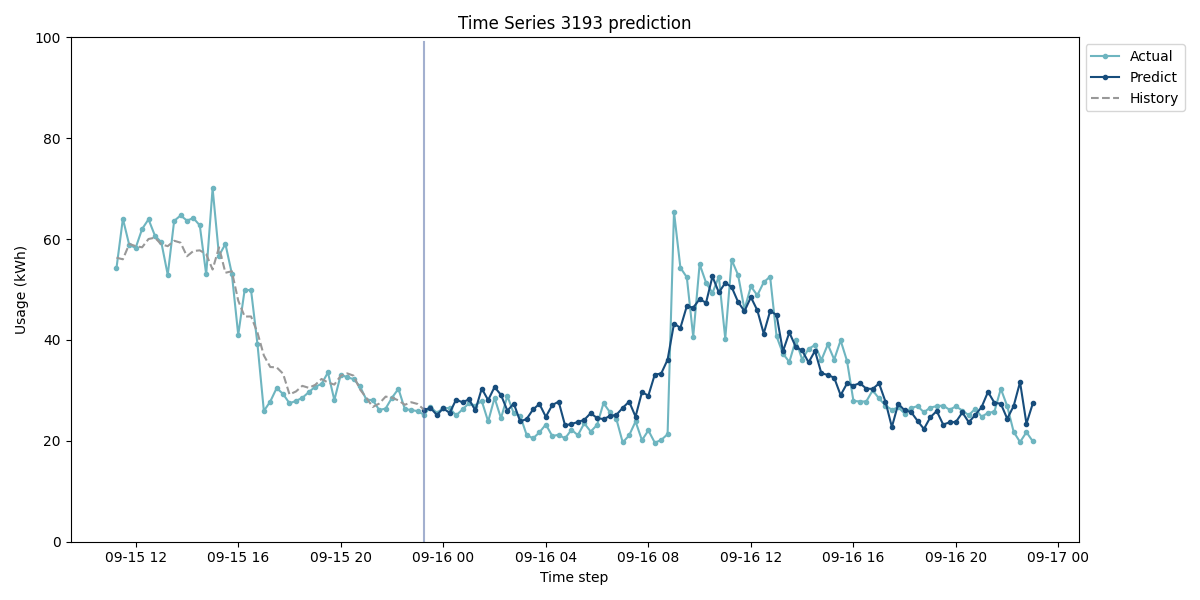 Time Series 3193 prediction
100
80
60
40
20
0
Usage (kWh)
09-15 12
09-15 16
09-15 20
09-16 00
09-16 04
09-16 08
09-16 12
09-16 16
09-16 20
09-17 00
Time step
Actual
Predict
History